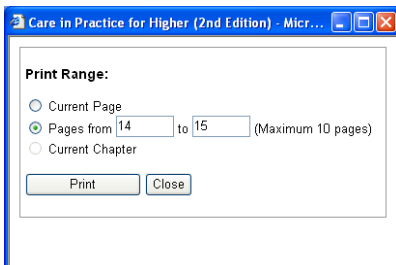 Care in Practice for Higher (2nd Edition) - Micr...
Print Range:
Current Page
Pages from 14 to 15 (Maximum 10 pages)
Current Chapter
Print Close